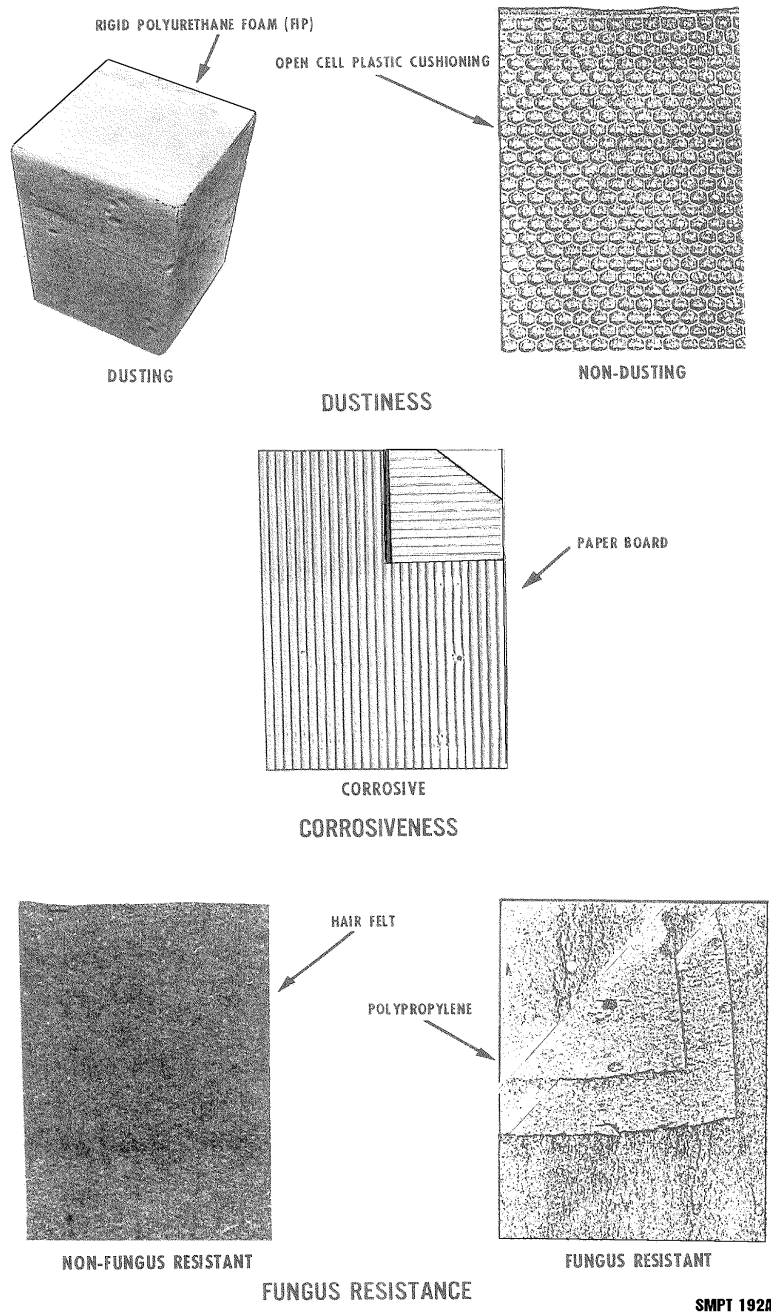 RIGID POLYURETHANE FOAM (FIP)
OPEN CELL PLASTIC CUSHIONING
DUSTING
NON-DUSTING
DUSTINESS
PAPER BOARD
CORROSIVE
CORROSIVENESS
HAIR FELT
POLYPROPYLENE
NON-FUNGUS RESISTANT
FUNGUS RESISTANT
FUNGUS RESISTANCE
SMPT 192A